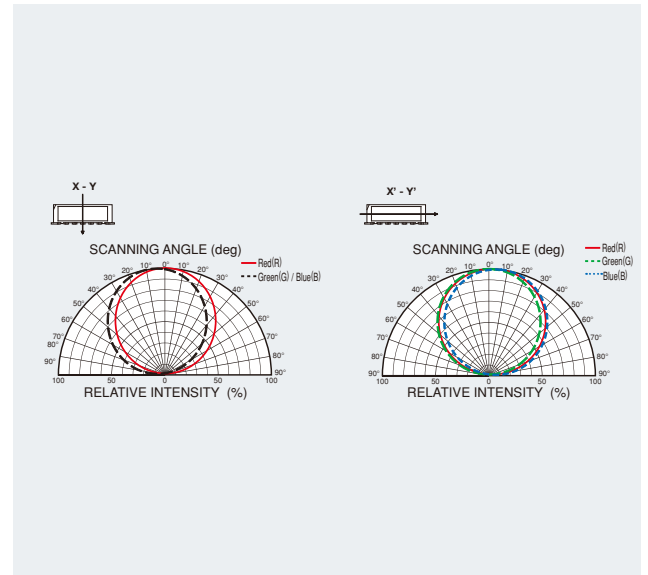 X - Y
SCANNING ANGLE (deg)
Red(R)
Green(G) / Blue(B)
90° 80° 70° 60° 50° 40° 30° 20° 10° 0° 10° 20° 30° 40° 50° 60° 70° 80° 90°
100 50 0 50 100
RELATIVE INTENSITY (%)
X' - Y'
SCANNING ANGLE (deg)
Red(R)
Green(G)
Blue(B)
90° 80° 70° 60° 50° 40° 30° 20° 10° 0° 10° 20° 30° 40° 50° 60° 70° 80° 90°
100 50 0 50 100
RELATIVE INTENSITY (%)